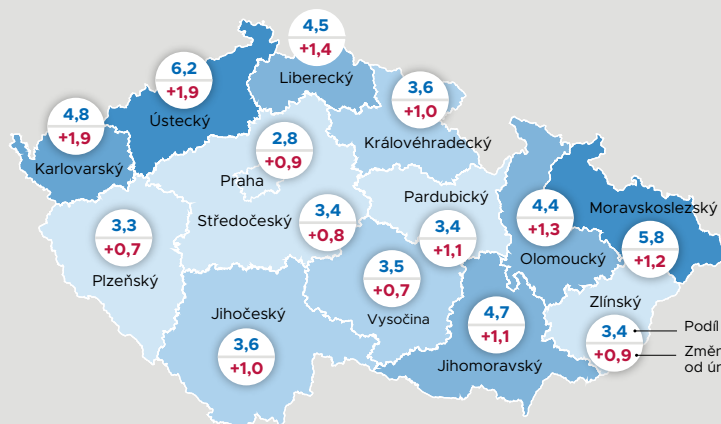 4,5
+1,4
Liberecký
6,2
+1,9
Ústecký
3,6
+1,0
Královéhradecký
4,8
+1,9
Karlovarský
2,8
+0,9
Praha
Pardubický
3,4
+1,1
Středočeský
3,4
+0,8
4,4
+1,3
Olomoucký
Moravskoslezský
5,8
+1,2
3,3
+0,7
Plzeňský
3,5
+0,7
Vysočina
Jihočeský
3,6
+1,0
4,7
+1,1
Jihomoravský
Zlínský
3,4
+0,9
Podíl
od